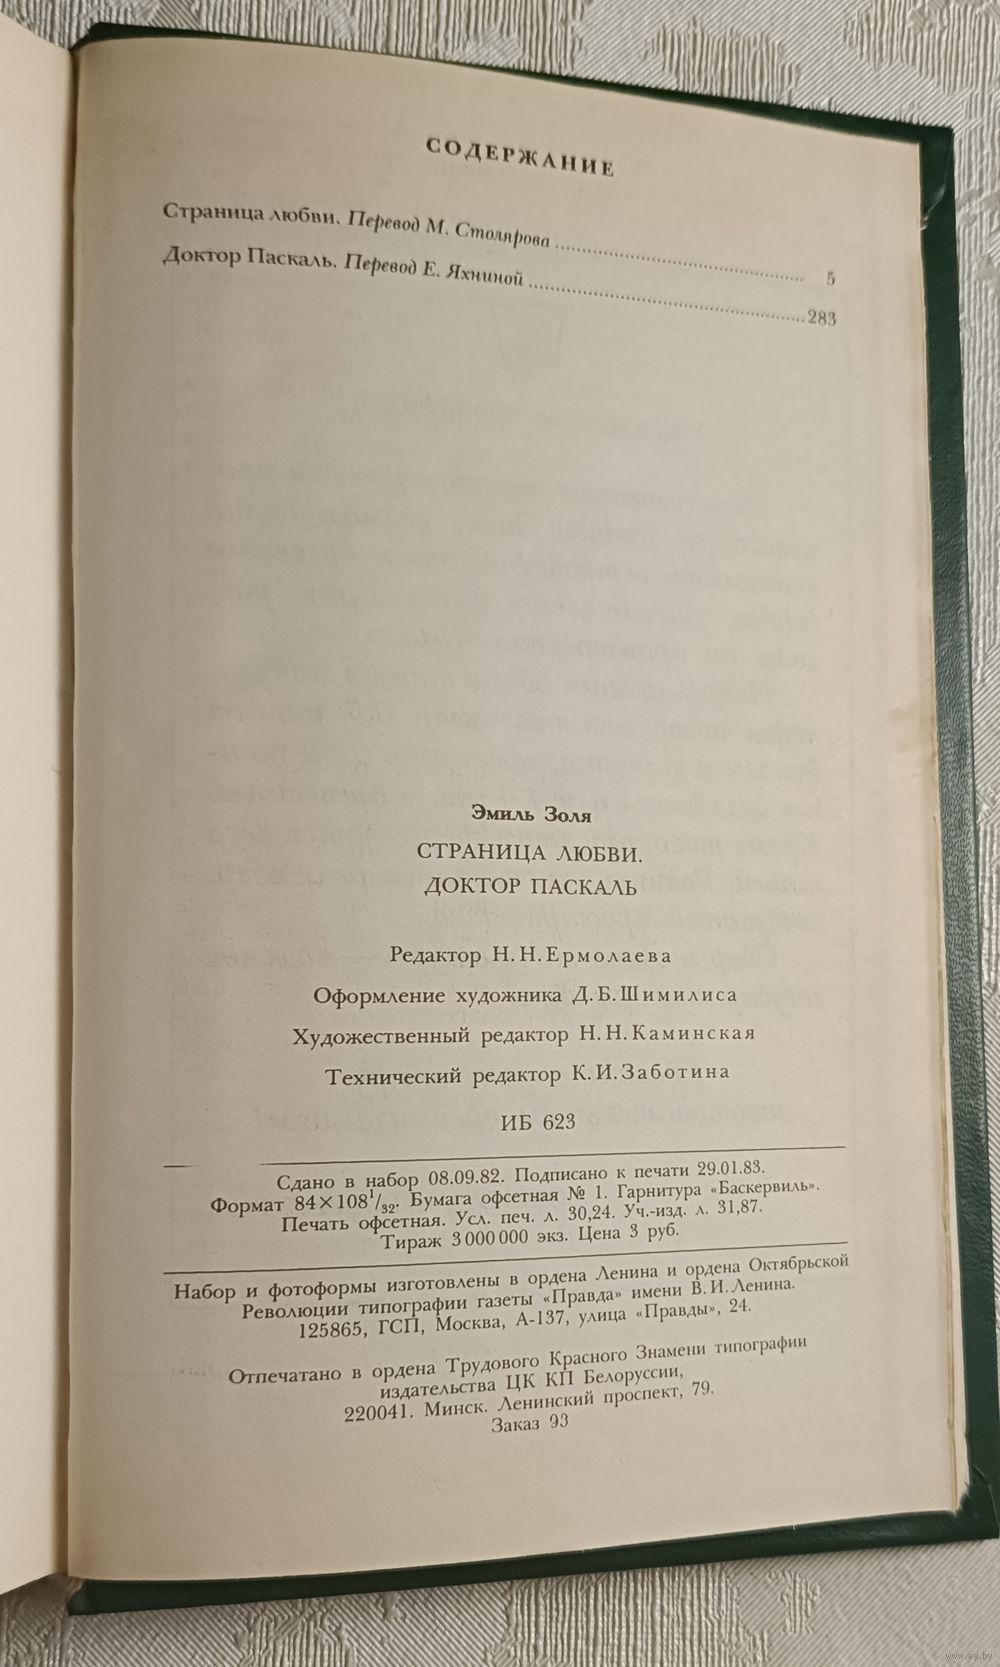 СОДЕРЖАНИЕ
Страница любви. Перевод М. Столярова ........................................ 5
Доктор Паскаль. Перевод Е. Яхниной ............................................ 283
Эмиль Золя
СТРАНИЦА ЛЮБВИ.
ДОКТОР ПАСКАЛЬ
Редактор Н. Н. Ермолаева
Оформление художника Д. Б. Шимилиса
Художественный редактор Н. Н. Каминская
Технический редактор К. И. Заботина
ИБ 623
Сдано в набор 08.09.82. Подписано к печати 29.01.83.
Формат 84×108¹/₃₂. Бумага офсетная № 1. Гарнитура «Баскервиль».
Печать офсетная. Усл. печ. л. 30,24. Уч.-изд. л. 31,87.
Тираж 3 000 000 экз. Цена 3 руб.
Набор и фотоформы изготовлены в ордена Ленина и ордена Октябрьской
Революции типографии газеты «Правда» имени В. И. Ленина.
125865, ГСП, Москва, А-137, улица «Правды», 24.
Отпечатано в ордена Трудового Красного Знамени типографии
издательства ЦК КП Белоруссии,
220041. Минск. Ленинский проспект, 79.
Заказ 93
www.ay.by